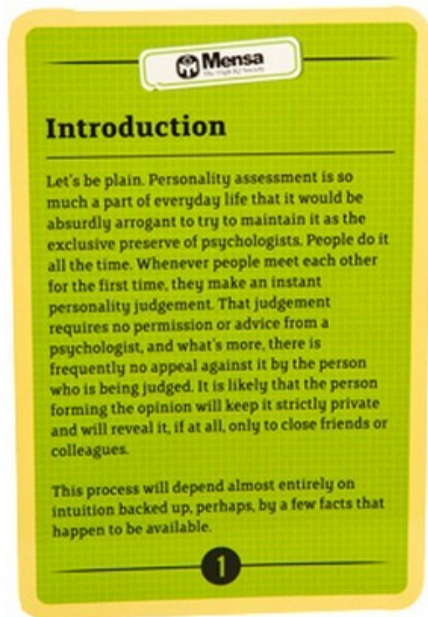 Mensa
The High IQ Society
Introduction
Let's be plain. Personality assessment is so
much a part of everyday life that it would be
absurdly arrogant to try to maintain it as the
exclusive preserve of psychologists. People do it
all the time. Whenever people meet each other
for the first time, they make an instant
personality judgement. That judgement
requires no permission or advice from a
psychologist, and what's more, there is
frequently no appeal against it by the person
who is being judged. It is likely that the person
forming the opinion will keep it strictly private
and will reveal it, if at all, only to close friends or
colleagues.
This process will depend almost entirely on
intuition backed up, perhaps, by a few facts that
happen to be available.
1